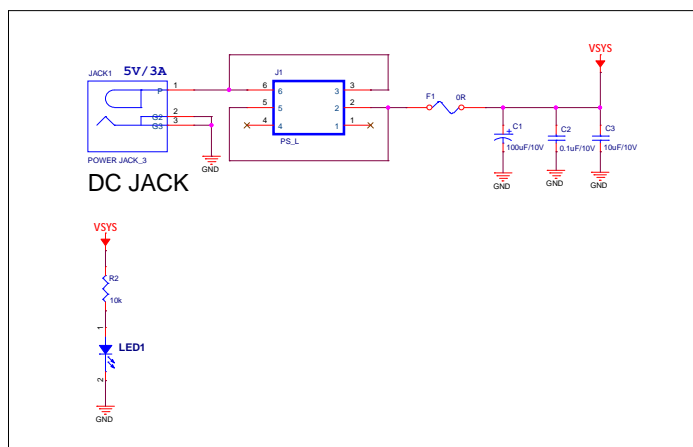 JACK1 5V/3A
P 1
G2 2
G3 3
POWER JACK_3
DC JACK
GND
J1
6 6 3 3
5 5 2 2
4 4 1 1
PS_L
F1 0R
VSYS
C1
100uF/10V
C2
0.1uF/10V
C3
10uF/10V
GND
GND
GND
VSYS
R2
10k
1
LED1
2
GND